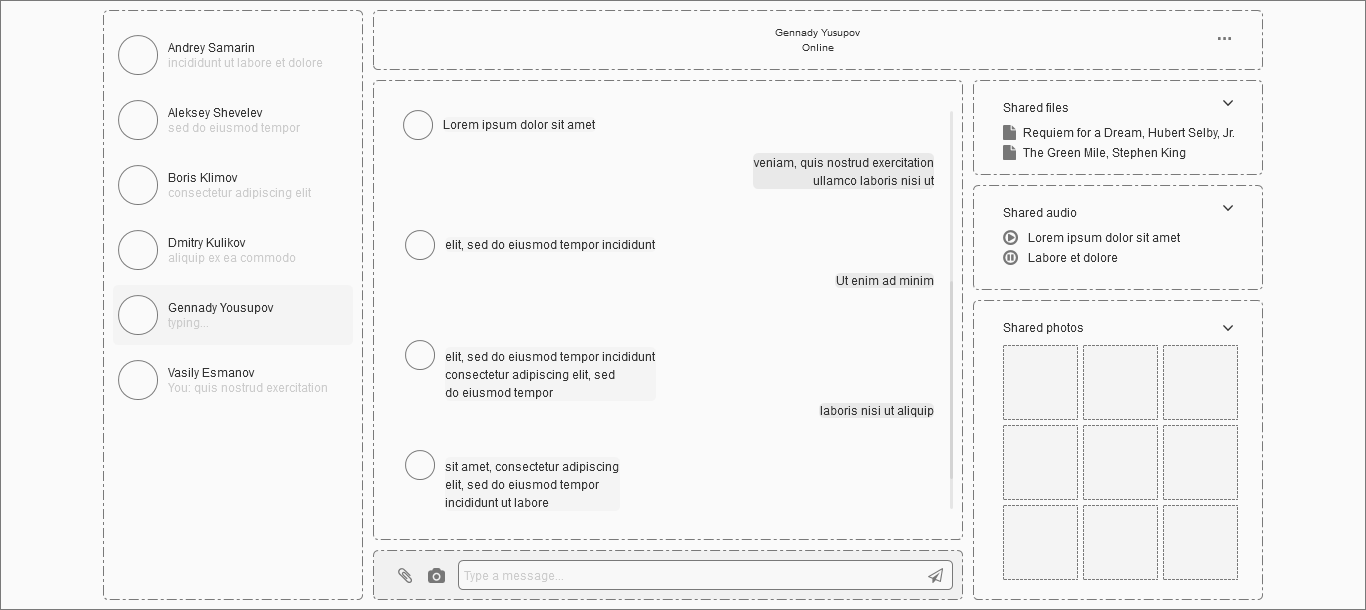 Andrey Samarin
incididunt ut labore et dolore
Aleksey Shevelev
sed do eiusmod tempor
Boris Klimov
consectetur adipiscing elit
Dmitry Kulikov
aliquip ex ea commodo
Gennady Yousupov
typing...
Vasily Esmanov
You: quis nostrud exercitation
Gennady Yusupov
Online
Lorem ipsum dolor sit amet
veniam, quis nostrud exercitation
ullamco laboris nisi ut
elit, sed do eiusmod tempor incididunt
Ut enim ad minim
elit, sed do eiusmod tempor incididunt
consectetur adipiscing elit, sed
do eiusmod tempor
laboris nisi ut aliquip
sit amet, consectetur adipiscing
elit, sed do eiusmod tempor
incididunt ut labore
Type a message...
Shared files
Requiem for a Dream, Hubert Selby, Jr.
The Green Mile, Stephen King
Shared audio
Lorem ipsum dolor sit amet
Labore et dolore
Shared photos